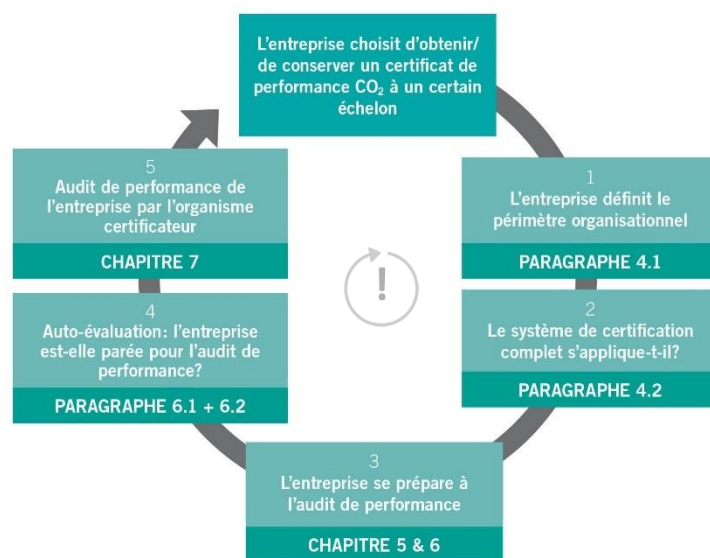 L'entreprise choisit d'obtenir/
de conserver un certificat de
performance CO₂ à un certain
échelon
1
L'entreprise définit le
périmètre organisationnel
PARAGRAPHE 4.1
2
Le système de certification
complet s'applique-t-il?
PARAGRAPHE 4.2
3
L'entreprise se prépare à
l'audit de performance
CHAPITRE 5 & 6
4
Auto-évaluation: l'entreprise
est-elle parée pour l'audit de
performance?
PARAGRAPHE 6.1 + 6.2
5
Audit de performance de
l'entreprise par l'organisme
certificateur
CHAPITRE 7
!